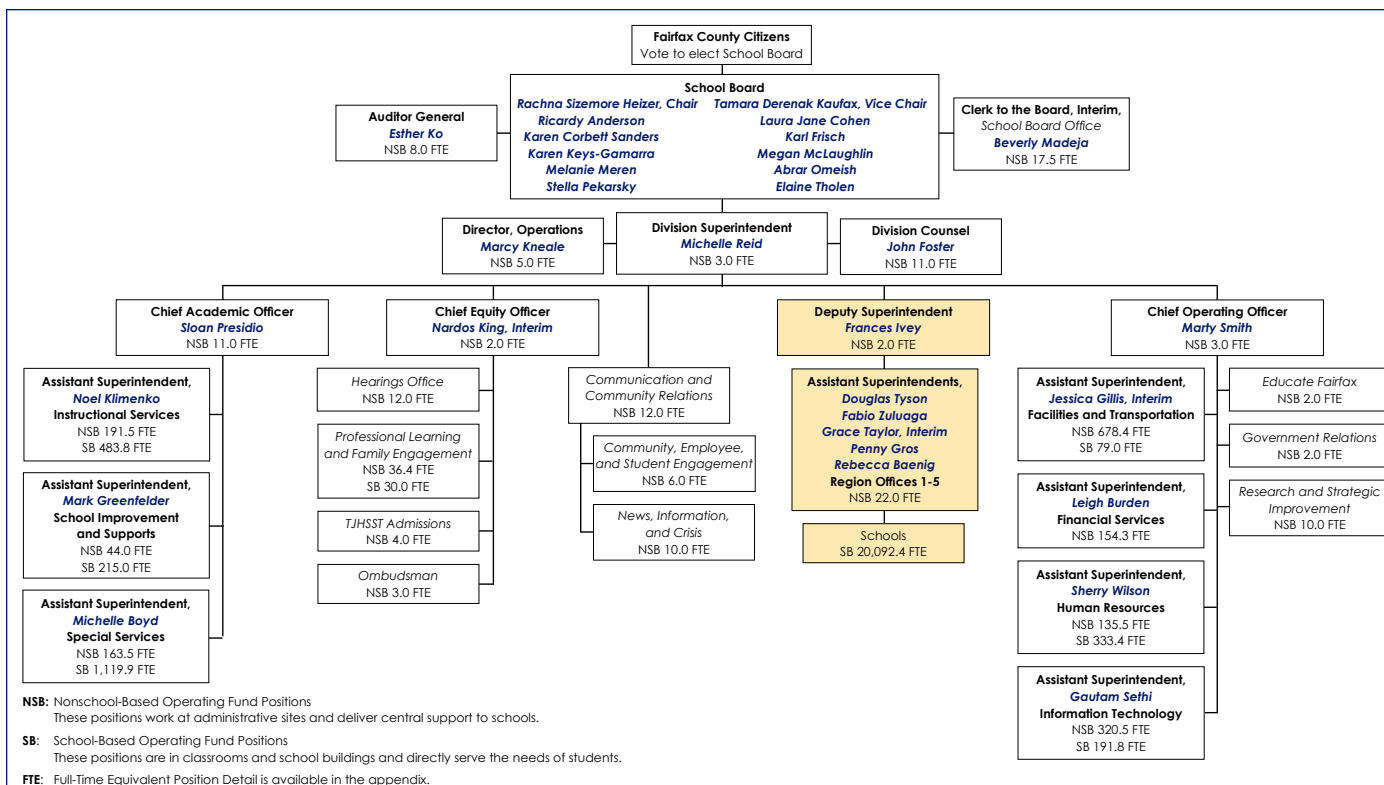 Fairfax County Citizens
Vote to elect School Board
School Board
Rachna Sizemore Heizer, Chair Tamara Derenak Kaufax, Vice Chair
Ricardy Anderson Laura Jane Cohen
Karen Corbett Sanders Karl Frisch
Karen Keys-Gamarra Megan McLaughlin
Melanie Meren Abrar Omeish
Stella Pekarsky Elaine Tholen
Auditor General
Esther Ko
NSB 8.0 FTE
Clerk to the Board, Interim,
School Board Office
Beverly Madeja
NSB 17.5 FTE
Director, Operations
Marcy Kneale
NSB 5.0 FTE
Division Superintendent
Michelle Reid
NSB 3.0 FTE
Division Counsel
John Foster
NSB 11.0 FTE
Chief Academic Officer
Sloan Presidio
NSB 11.0 FTE
Assistant Superintendent,
Noel Klimenko
Instructional Services
NSB 191.5 FTE
SB 483.8 FTE
Assistant Superintendent,
Mark Greenfelder
School Improvement
and Supports
NSB 44.0 FTE
SB 215.0 FTE
Assistant Superintendent,
Michelle Boyd
Special Services
NSB 163.5 FTE
SB 1,119.9 FTE
Chief Equity Officer
Nardos King, Interim
NSB 2.0 FTE
Hearings Office
NSB 12.0 FTE
Professional Learning
and Family Engagement
NSB 36.4 FTE
SB 30.0 FTE
TJHSST Admissions
NSB 4.0 FTE
Ombudsman
NSB 3.0 FTE
Communication and
Community Relations
NSB 12.0 FTE
Community, Employee,
and Student Engagement
NSB 6.0 FTE
News, Information,
and Crisis
NSB 10.0 FTE
Deputy Superintendent
Frances Ivey
NSB 2.0 FTE
Assistant Superintendents,
Douglas Tyson
Fabio Zuluaga
Grace Taylor, Interim
Penny Gros
Rebecca Baenig
Region Offices 1-5
NSB 22.0 FTE
Schools
SB 20,092.4 FTE
Chief Operating Officer
Marty Smith
NSB 3.0 FTE
Assistant Superintendent,
Jessica Gillis, Interim
Facilities and Transportation
NSB 678.4 FTE
SB 79.0 FTE
Assistant Superintendent,
Leigh Burden
Financial Services
NSB 154.3 FTE
Assistant Superintendent,
Sherry Wilson
Human Resources
NSB 135.5 FTE
SB 333.4 FTE
Assistant Superintendent,
Gautam Sethi
Information Technology
NSB 320.5 FTE
SB 191.8 FTE
Educate Fairfax
NSB 2.0 FTE
Government Relations
NSB 2.0 FTE
Research and Strategic
Improvement
NSB 10.0 FTE
NSB: Nonschool-Based Operating Fund Positions
These positions work at administrative sites and deliver central support to schools.
SB: School-Based Operating Fund Positions
These positions are in classrooms and school buildings and directly serve the needs of students.
FTE: Full-Time Equivalent Position Detail is available in the appendix.